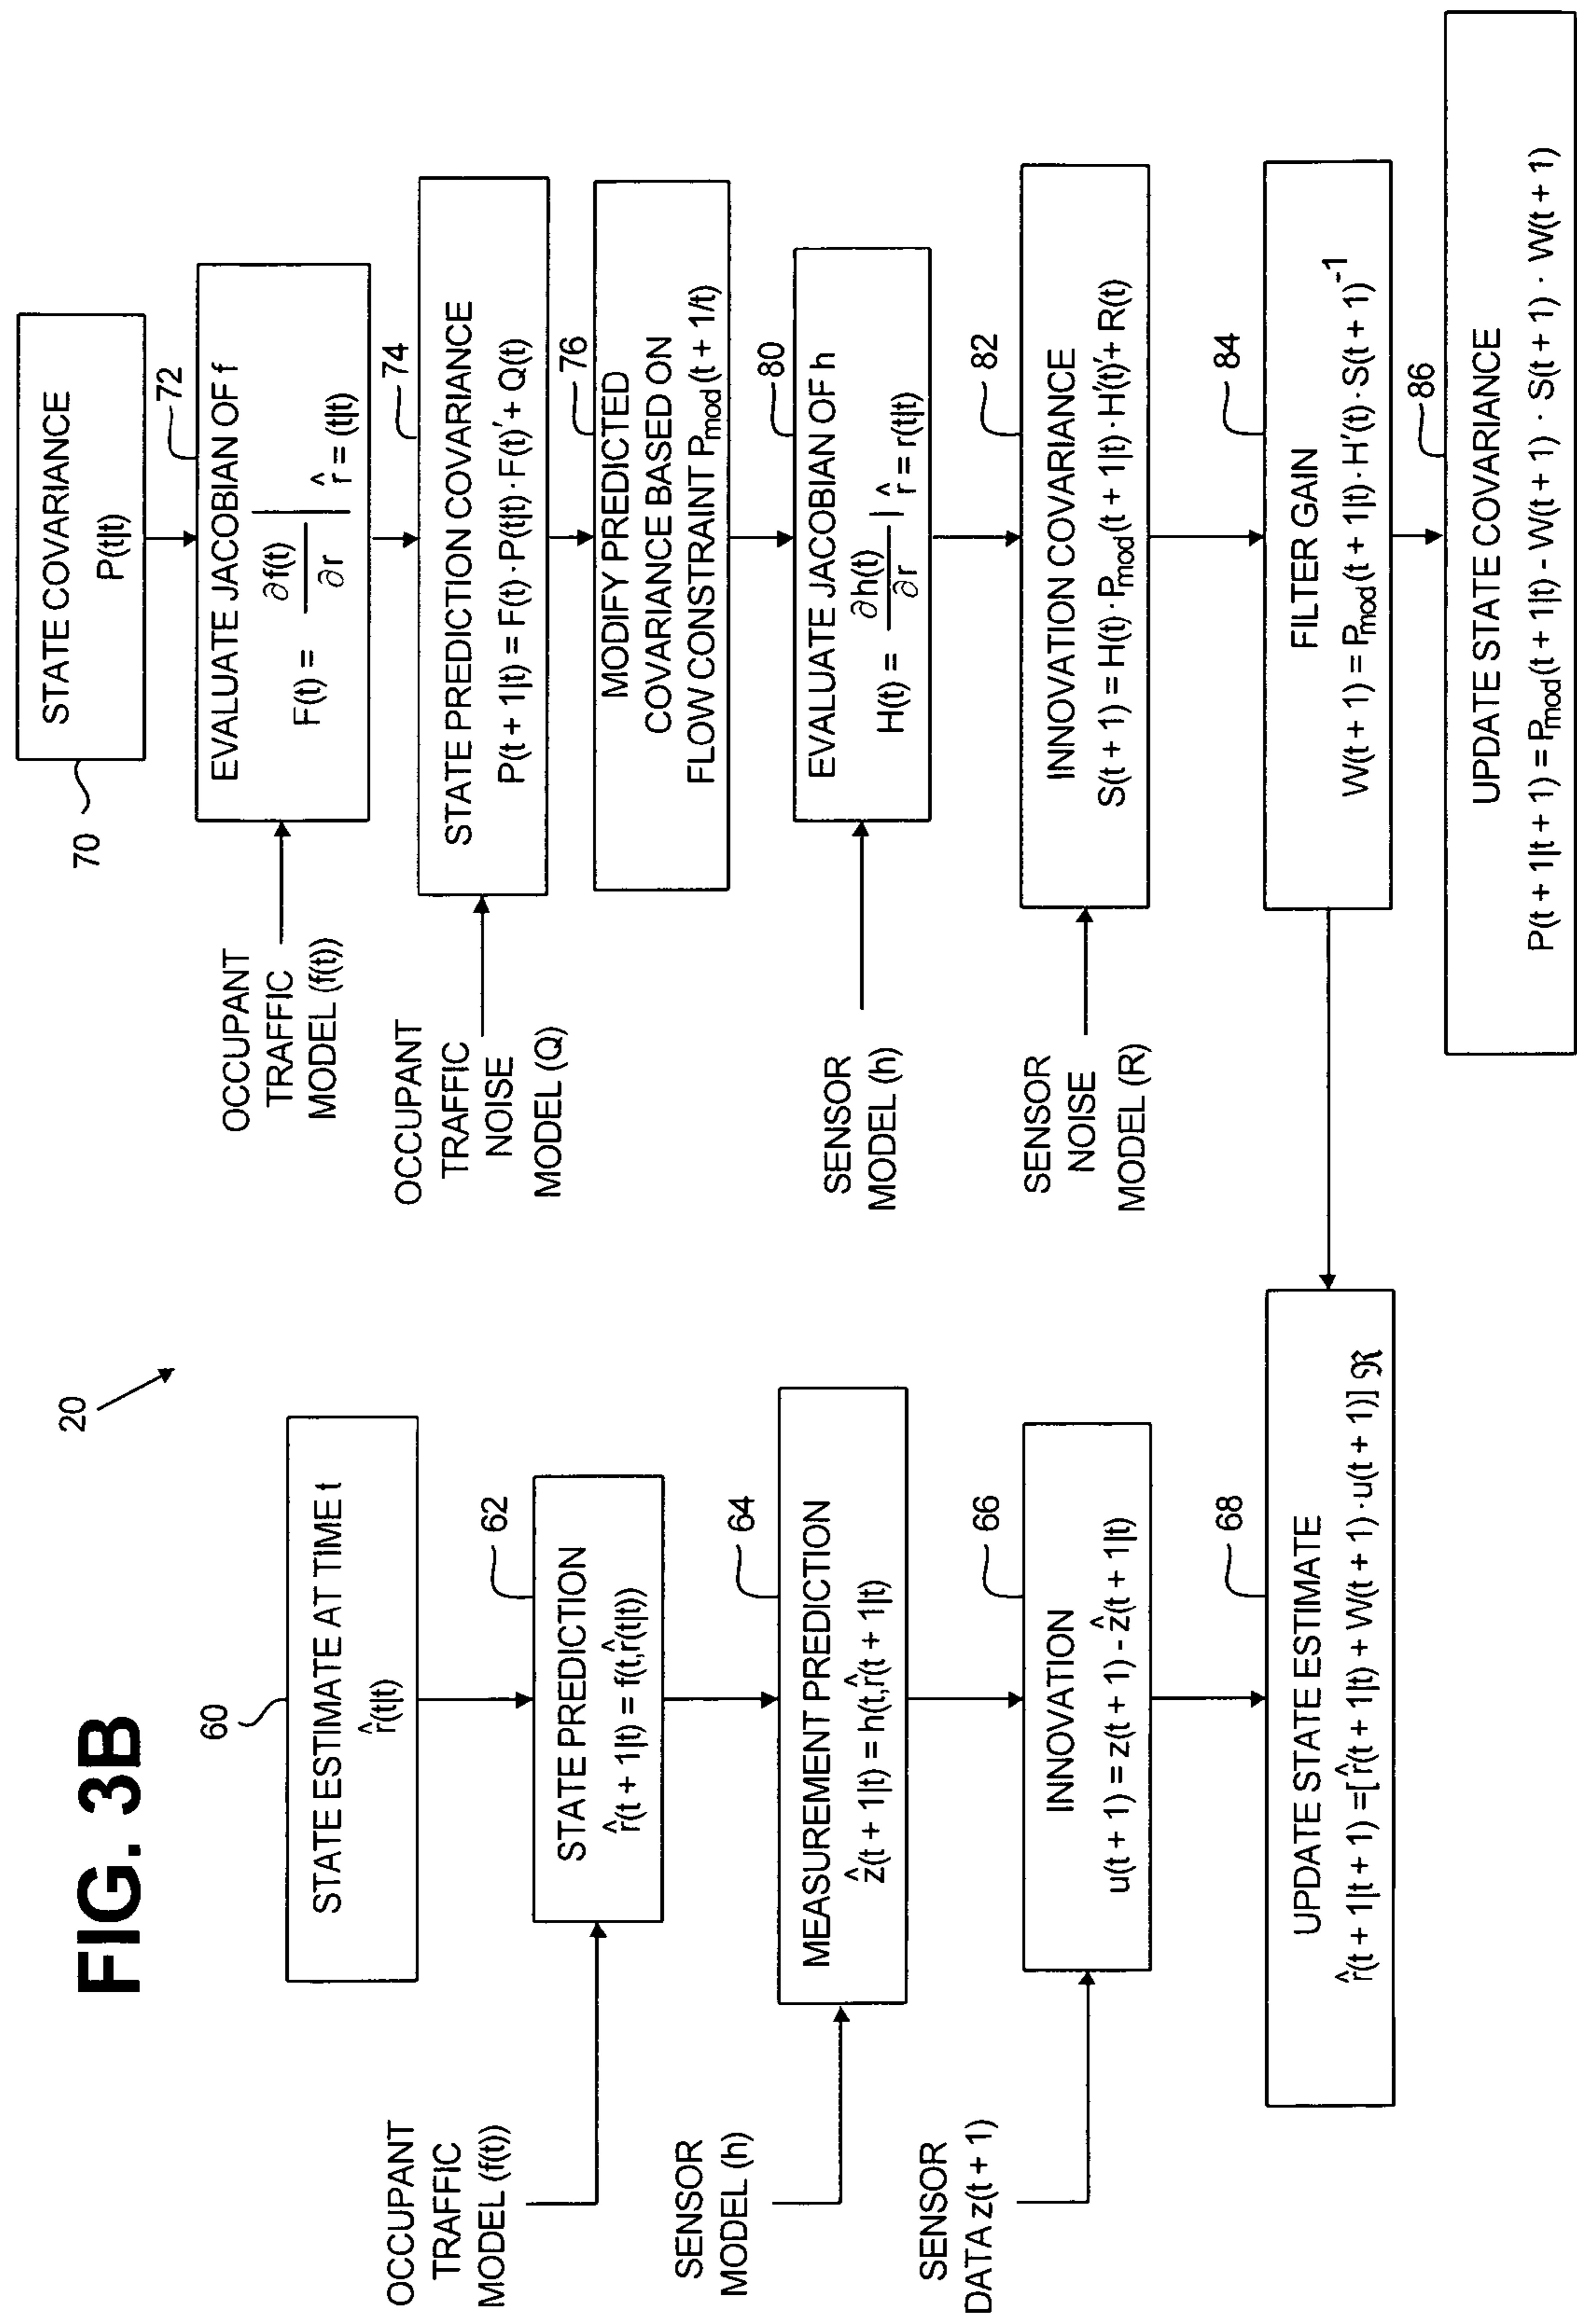 FIG. 3B
20
60
STATE ESTIMATE AT TIME t
r̂(t|t)
OCCUPANT
TRAFFIC
MODEL (f(t))
62
STATE PREDICTION
r̂(t + 1|t) = f(t,r̂(t|t))
SENSOR
MODEL (h)
64
MEASUREMENT PREDICTION
ẑ(t + 1|t) = h(t,r̂(t + 1|t)
SENSOR
DATA z(t + 1)
66
INNOVATION
u(t + 1) = z(t + 1) - ẑ(t + 1|t)
68
UPDATE STATE ESTIMATE
r̂(t + 1|t + 1) =[ r̂(t + 1|t) + W(t + 1) · u(t + 1)] ℜ
70
STATE COVARIANCE
P(t|t)
OCCUPANT
TRAFFIC
MODEL (f(t))
72
EVALUATE JACOBIAN OF f
F(t) = ∂f(t)/∂r | r̂ = (t|t)
OCCUPANT
TRAFFIC
NOISE
MODEL (Q)
74
STATE PREDICTION COVARIANCE
P(t + 1|t) = F(t) · P(t|t) · F(t)′ + Q(t)
76
MODIFY PREDICTED
COVARIANCE BASED ON
FLOW CONSTRAINT Pmod(t + 1/t)
SENSOR
MODEL (h)
80
EVALUATE JACOBIAN OF h
H(t) = ∂h(t)/∂r | r̂ = r(t|t)
SENSOR
NOISE
MODEL (R)
82
INNOVATION COVARIANCE
S(t + 1) = H(t) · Pmod(t + 1|t) · H′(t)′ + R(t)
84
FILTER GAIN
W(t + 1) = Pmod(t + 1|t) · H′(t) · S(t + 1)⁻¹
86
UPDATE STATE COVARIANCE
P(t + 1|t + 1) = Pmod(t + 1|t) - W(t + 1) · S(t + 1) · W(t + 1)